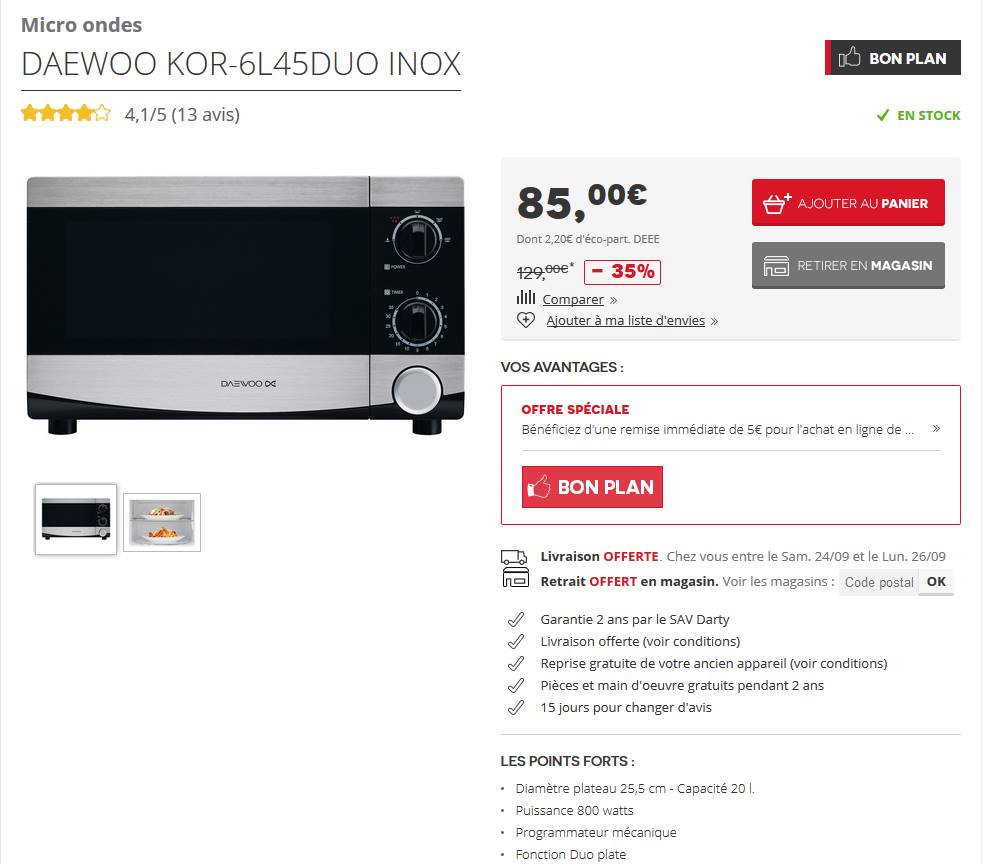 Micro ondes
DAEWOO KOR-6L45DUO INOX
BON PLAN
4,1/5 (13 avis)
EN STOCK
85,00€
AJOUTER AU PANIER
Dont 2,20€ d'éco-part. DEEE
129,00€* - 35%
RETIRER EN MAGASIN
Comparer »
Ajouter à ma liste d'envies »
POWER
TIMER
DAEWOO
VOS AVANTAGES :
OFFRE SPÉCIALE
Bénéficiez d'une remise immédiate de 5€ pour l'achat en ligne de ... »
BON PLAN
Livraison OFFERTE. Chez vous entre le Sam. 24/09 et le Lun. 26/09
Retrait OFFERT en magasin. Voir les magasins : Code postal OK
Garantie 2 ans par le SAV Darty
Livraison offerte (voir conditions)
Reprise gratuite de votre ancien appareil (voir conditions)
Pièces et main d'oeuvre gratuits pendant 2 ans
15 jours pour changer d'avis
LES POINTS FORTS :
• Diamètre plateau 25,5 cm - Capacité 20 l.
• Puissance 800 watts
• Programmateur mécanique
• Fonction Duo plate